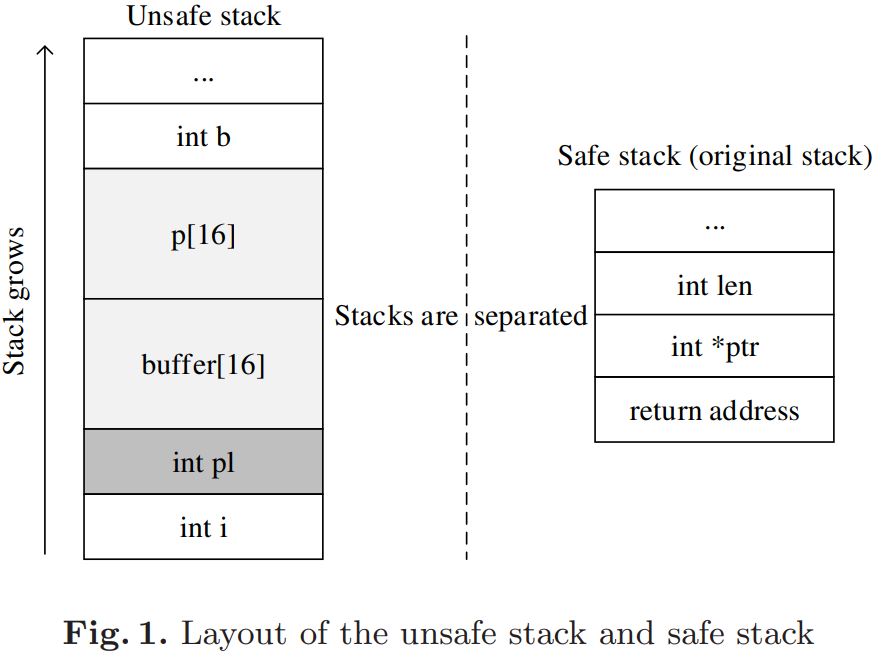 Unsafe stack
Stack grows
...
int b
p[16]
buffer[16]
int pl
int i
Stacks are separated
Safe stack (original stack)
...
int len
int *ptr
return address
Fig. 1. Layout of the unsafe stack and safe stack